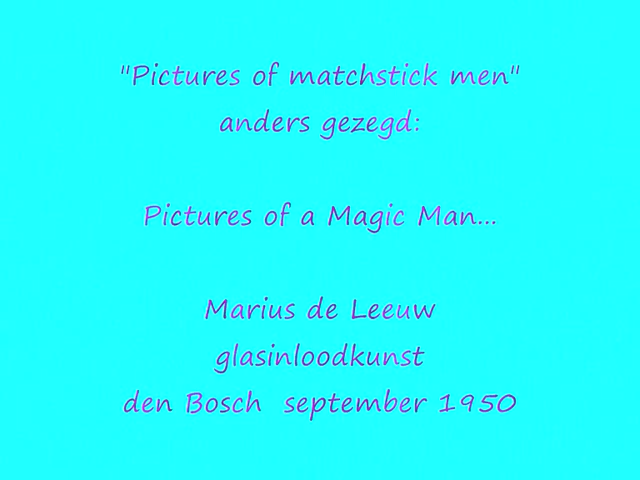 "Pictures of matchstick men"
anders gezegd:
Pictures of a Magic Man...
Marius de Leeuw
glasinloodkunst
den Bosch september 1950